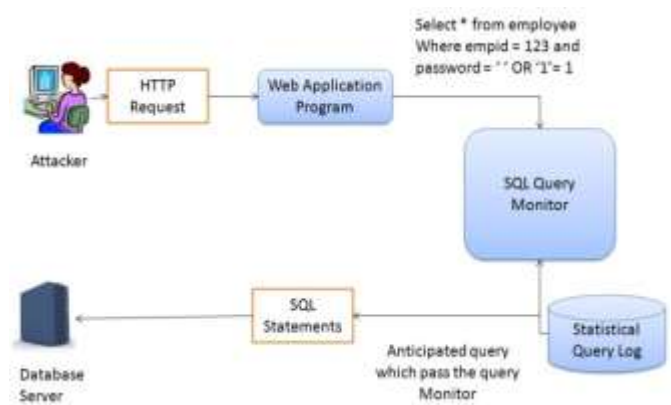 Select * from employee
Where empid = 123 and
password = ' ' OR '1'= 1
HTTP
Request
Web Application
Program
Attacker
SQL Query
Monitor
SQL
Statements
Statistical
Query Log
Anticipated query
which pass the query
Monitor
Database
Server